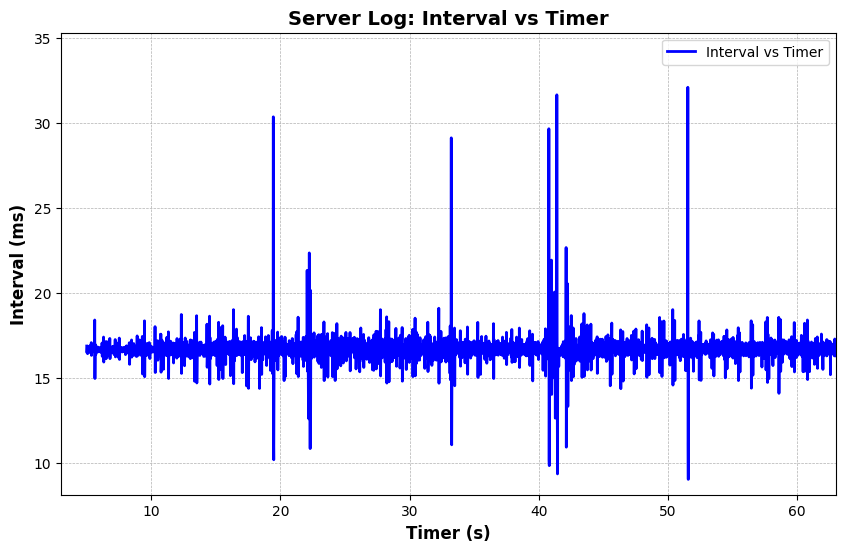 Server Log: Interval vs Timer
Interval vs Timer
35
30
25
20
15
10
Interval (ms)
10 20 30 40 50 60
Timer (s)